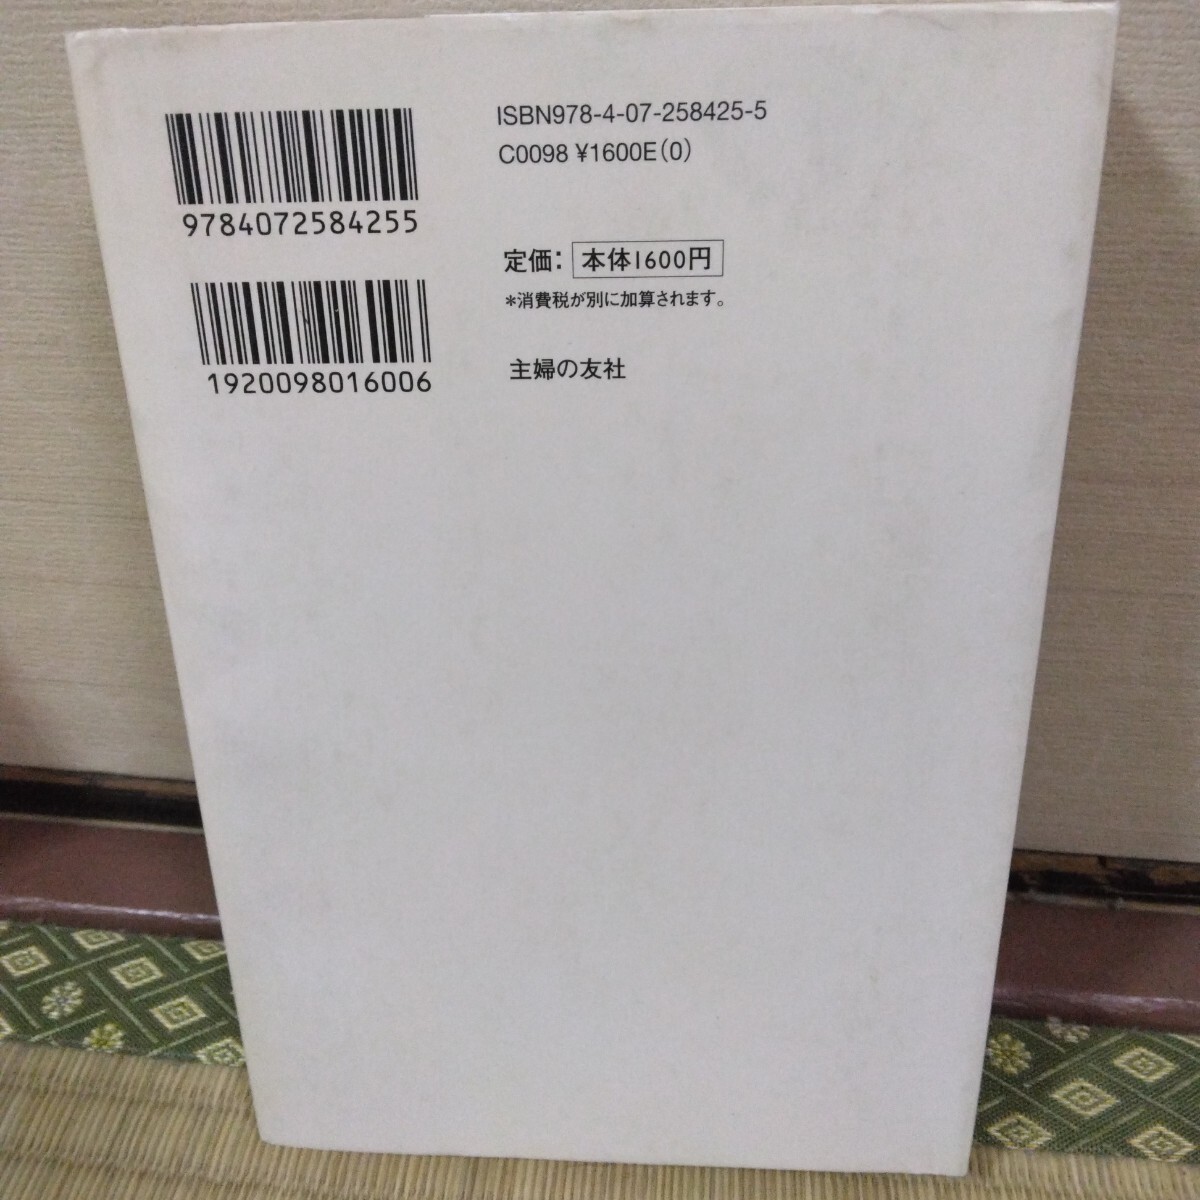 9784072584255
1920098016006
ISBN978-4-07-258425-5
C0098 ¥1600E(0)
定価: 本体1600円
*消費税が別に加算されます。
主婦の友社